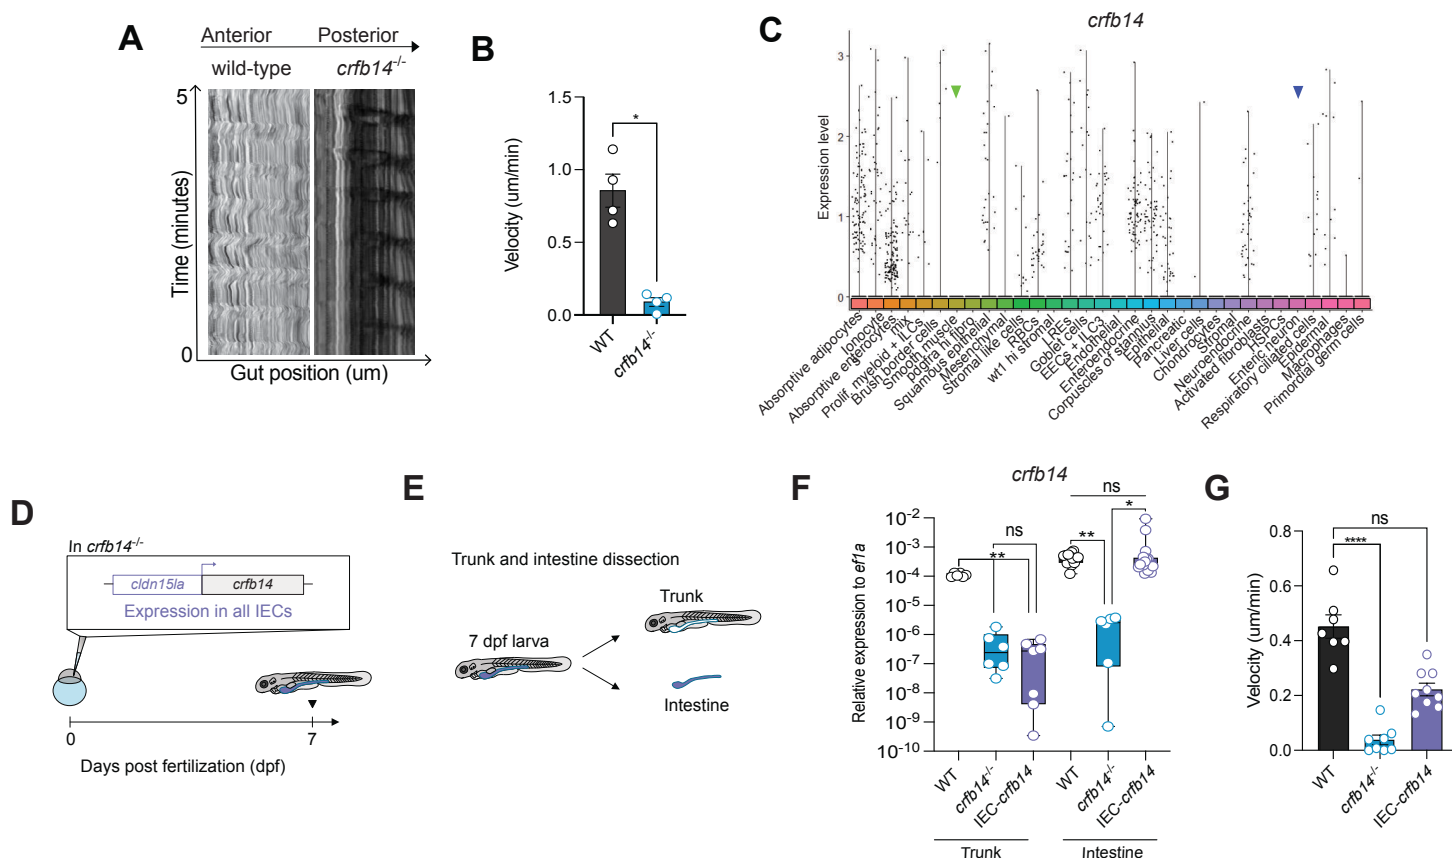 A
Anterior
Posterior
wild-type
crfb14-/-
5
Time (minutes)
0
Gut position (um)
B
1.5
1.0
0.5
0.0
Velocity (um/min)
*
WT
crfb14-/-
C
crfb14
Expression level
3
2
1
0
Absorptive adipocytes
Ionocyte
Absorptive engerocytes
mix
Prolif. myeloid + ILCs
Brush border cells
Smooth muscle
pdgfra hi fibro
Squamous epithelial
Mesenchymal
Stromal like cells
RBCs
wt1 hi stromal
LREs
Goblet cells
EECs + ILC3
Endothelial
Enteroendocrine
Corpuscles of stannius
Epithelial
Pancreatic
Liver cells
Chondrocytes
Stromal
Neuroendocrine
Activated fibroblasts
HSPCs
Enteric neuron
Respiratory ciliated cells
Epidermal
Macrophages
Primordial germ cells
D
In crfb14-/-
cldn15la
crfb14
Expression in all IECs
0
7
Days post fertilization (dpf)
E
Trunk and intestine dissection
7 dpf larva
Trunk
Intestine
F
crfb14
Relative expression to ef1a
10-2
10-3
10-4
10-5
10-6
10-7
10-8
10-9
10-10
ns
**
ns
**
*
WT
crfb14-/-
IEC-crfb14
WT
crfb14-/-
IEC-crfb14
Trunk
Intestine
G
Velocity (um/min)
0.8
0.6
0.4
0.2
0.0
ns
****
WT
crfb14-/-
IEC-crfb14